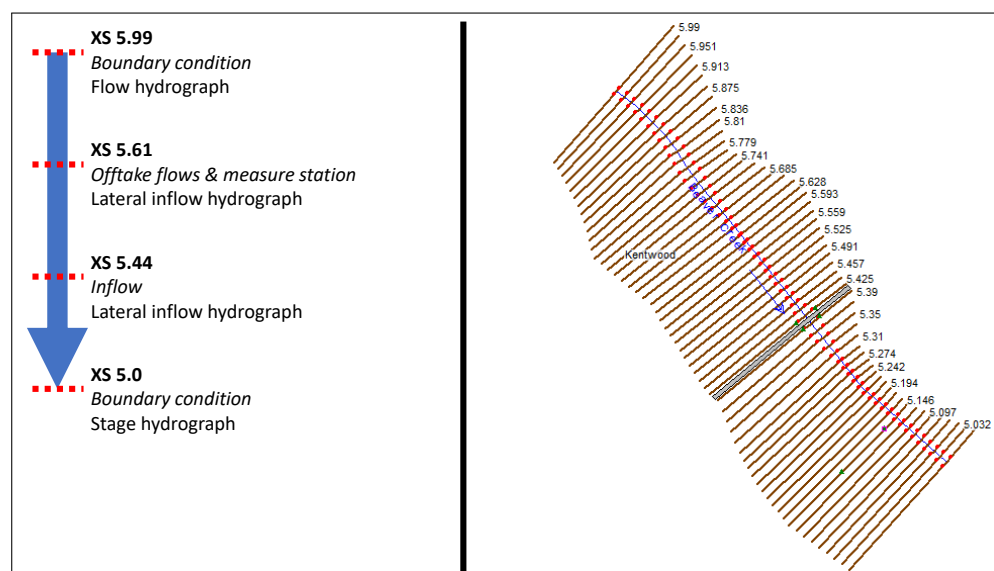 XS 5.99
Boundary condition
Flow hydrograph
XS 5.61
Offtake flows & measure station
Lateral inflow hydrograph
XS 5.44
Inflow
Lateral inflow hydrograph
XS 5.0
Boundary condition
Stage hydrograph
5.99
5.951
5.913
5.875
5.836
5.81
5.779
5.741
5.685
5.628
5.593
5.559
5.525
5.491
5.457
5.425
5.39
5.35
5.31
5.274
5.242
5.194
5.146
5.097
5.032
Beaver Creek
Kentwood